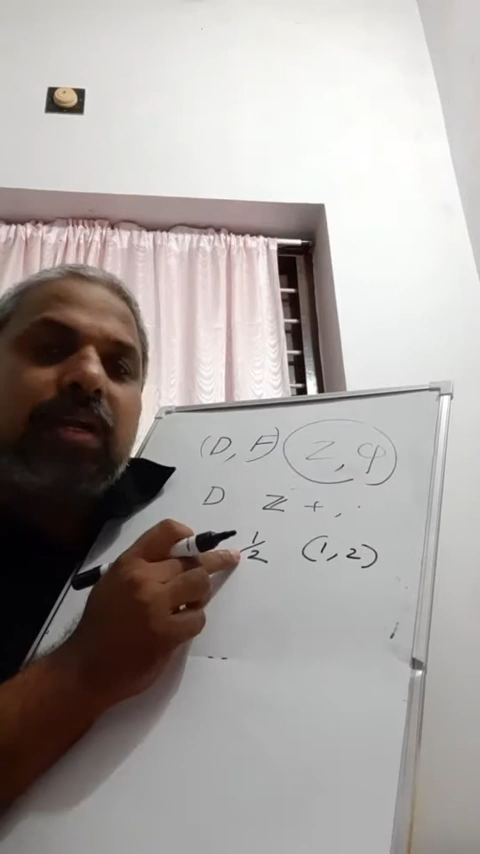 (D, F) (Z, φ)
D ℤ +, ·
1/2 (1, 2)